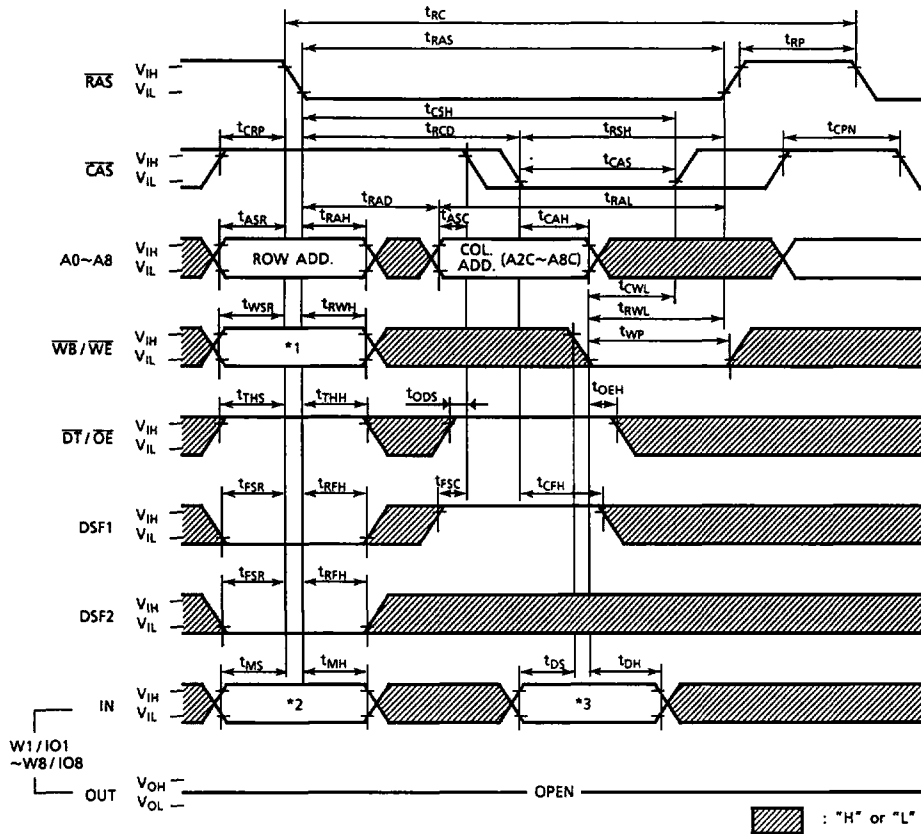 tRC
tRAS
tRP
RAS
VIH
VIL
tCSH
tCRP
tRCD
tRSH
tCPN
CAS
VIH
VIL
tCAS
tRAD
tRAL
tASR
tRAH
tASC
tCAH
A0~A8
VIH
VIL
ROW ADD.
COL. ADD. (A2C~A8C)
tCWL
tWSR
tRWH
tRWL
WB/WE
VIH
VIL
*1
tWP
tTHS
tTHH
tODS
tOEH
DT/OE
VIH
VIL
tFSR
tRFH
tFSC
tCFH
DSF1
VIH
VIL
tFSR
tRFH
DSF2
VIH
VIL
tMS
tMH
tDS
tDH
IN
VIH
VIL
*2
*3
W1/IO1
~W8/IO8
OUT
VOH
VOL
OPEN
: "H" or "L"